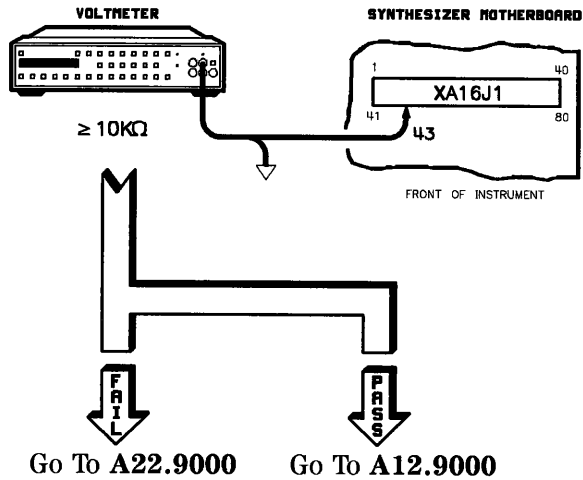 VOLTMETER
SYNTHESIZER MOTHERBOARD
1
40
XA16J1
41
80
43
≥ 10KΩ
FRONT OF INSTRUMENT
FAIL
PASS
Go To A22.9000
Go To A12.9000